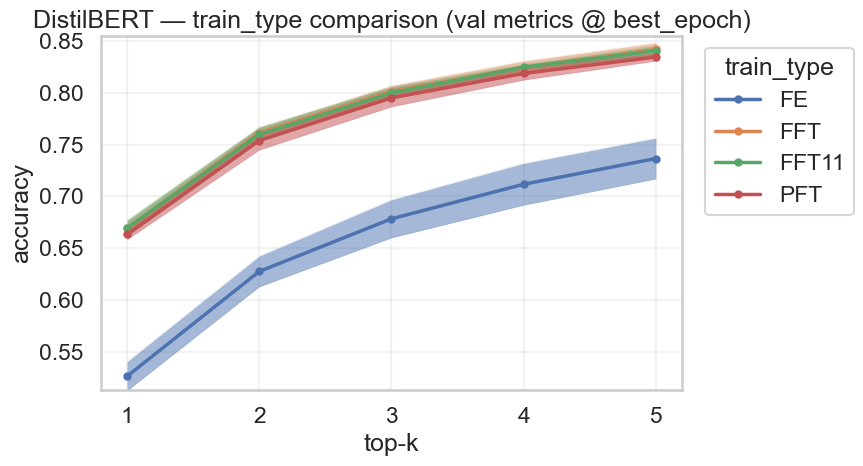 DistilBERT — train_type comparison (val metrics @ best_epoch)
0.85
0.80
0.75
0.70
0.65
0.60
0.55
accuracy
1 2 3 4 5
top-k
train_type
FE
FFT
FFT11
PFT